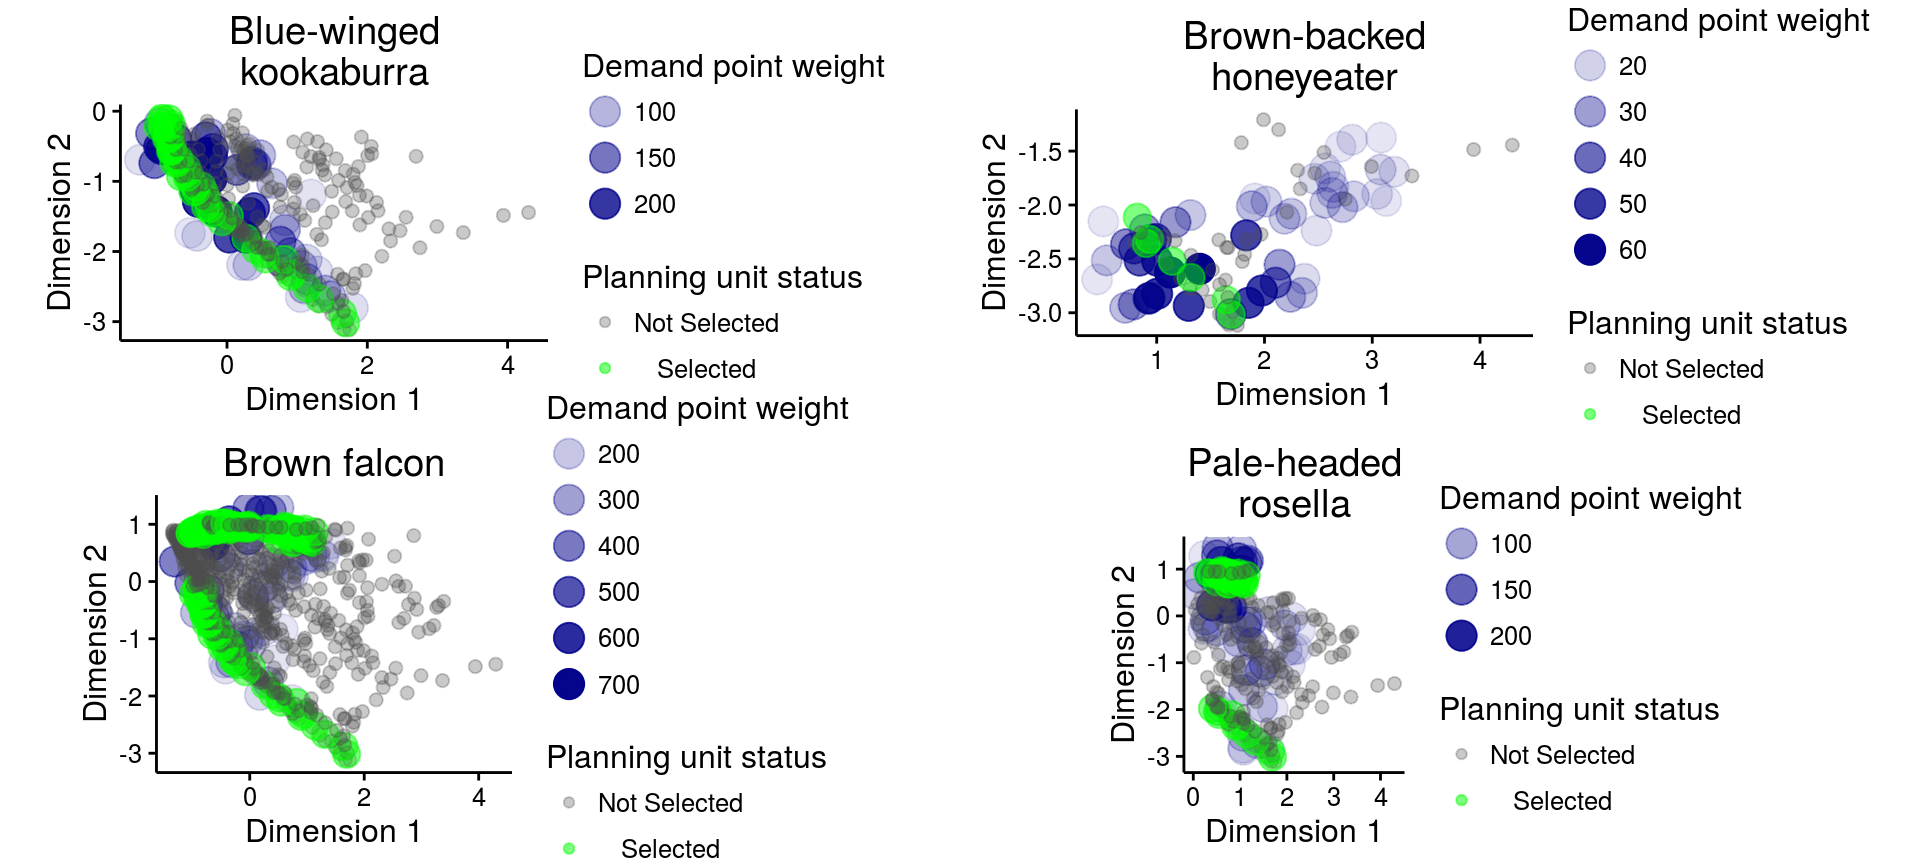 Blue-winged
kookaburra
Dimension 2
0
-1
-2
-3
0
2
4
Dimension 1
Demand point weight
100
150
200
Planning unit status
Not Selected
Selected
Brown-backed
honeyeater
Dimension 2
-1.5
-2.0
-2.5
-3.0
1
2
3
4
Dimension 1
Demand point weight
20
30
40
50
60
Planning unit status
Not Selected
Selected
Brown falcon
Dimension 2
1
0
-1
-2
-3
0
2
4
Dimension 1
Demand point weight
200
300
400
500
600
700
Planning unit status
Not Selected
Selected
Pale-headed
rosella
Dimension 2
1
0
-1
-2
-3
0
1
2
3
4
Dimension 1
Demand point weight
100
150
200
Planning unit status
Not Selected
Selected